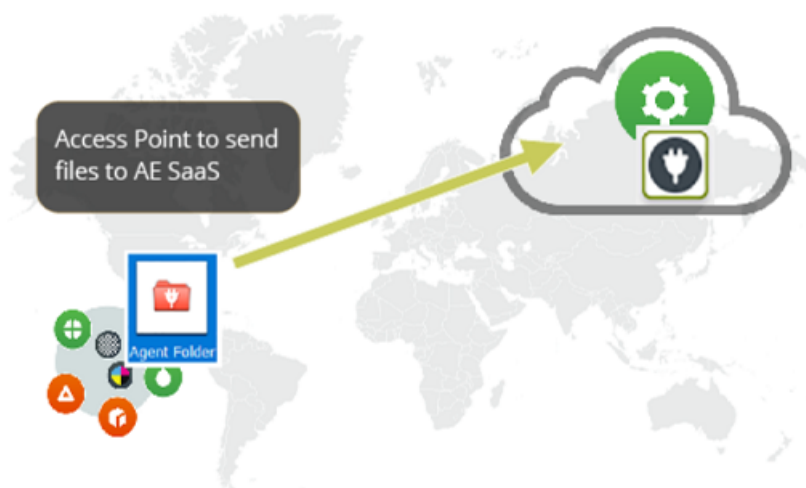 Access Point to send
files to AE SaaS
Agent Folder